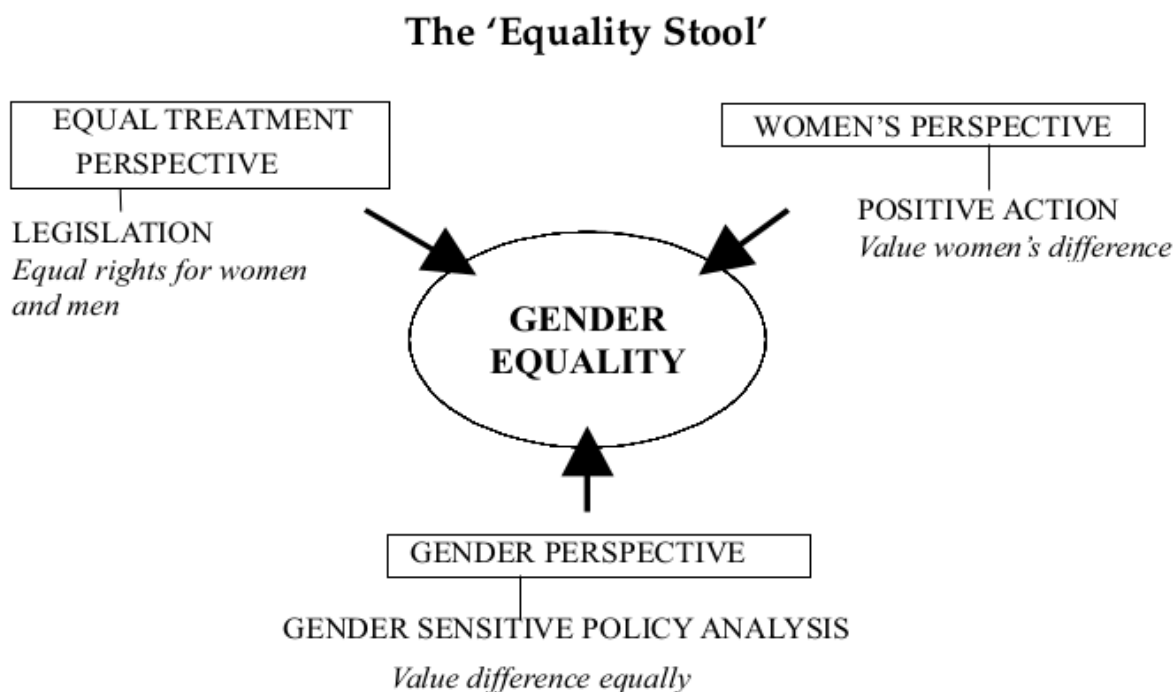 The ‘Equality Stool’
EQUAL TREATMENT
PERSPECTIVE
LEGISLATION
Equal rights for women
and men
WOMEN’S PERSPECTIVE
POSITIVE ACTION
Value women’s difference
GENDER
EQUALITY
GENDER PERSPECTIVE
GENDER SENSITIVE POLICY ANALYSIS
Value difference equally